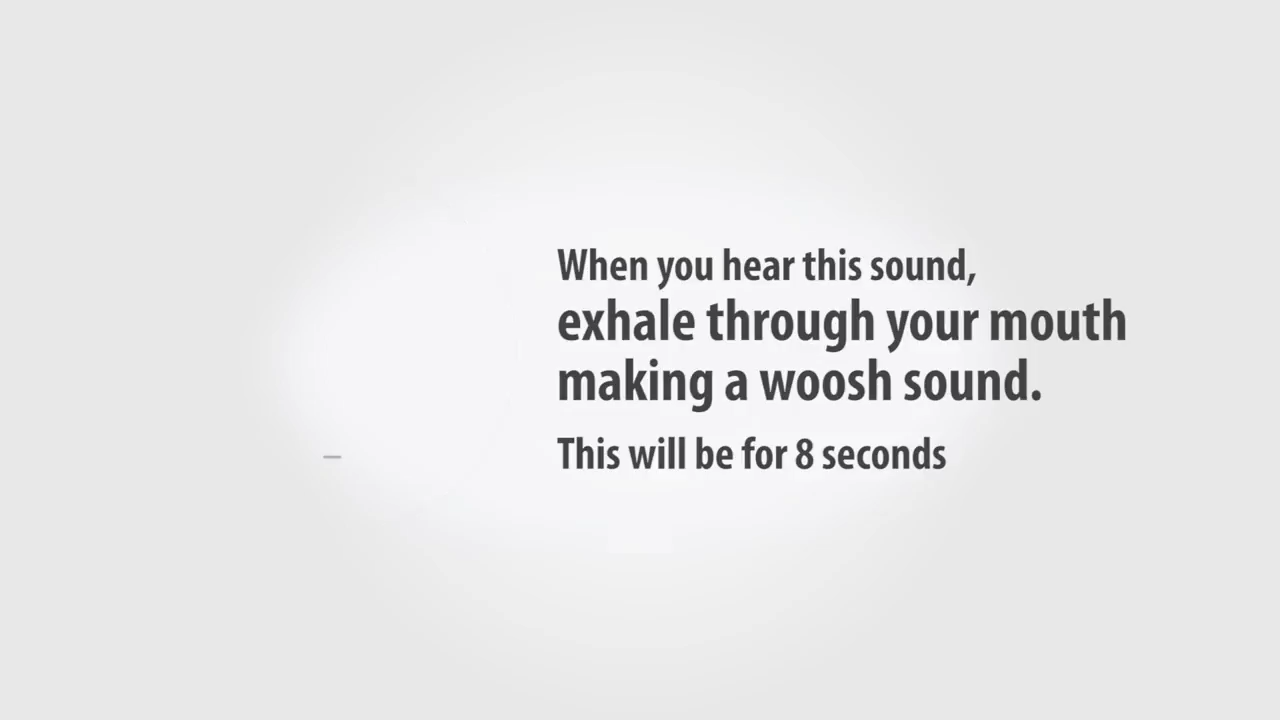 When you hear this sound,
exhale through your mouth
making a woosh sound.
This will be for 8 seconds